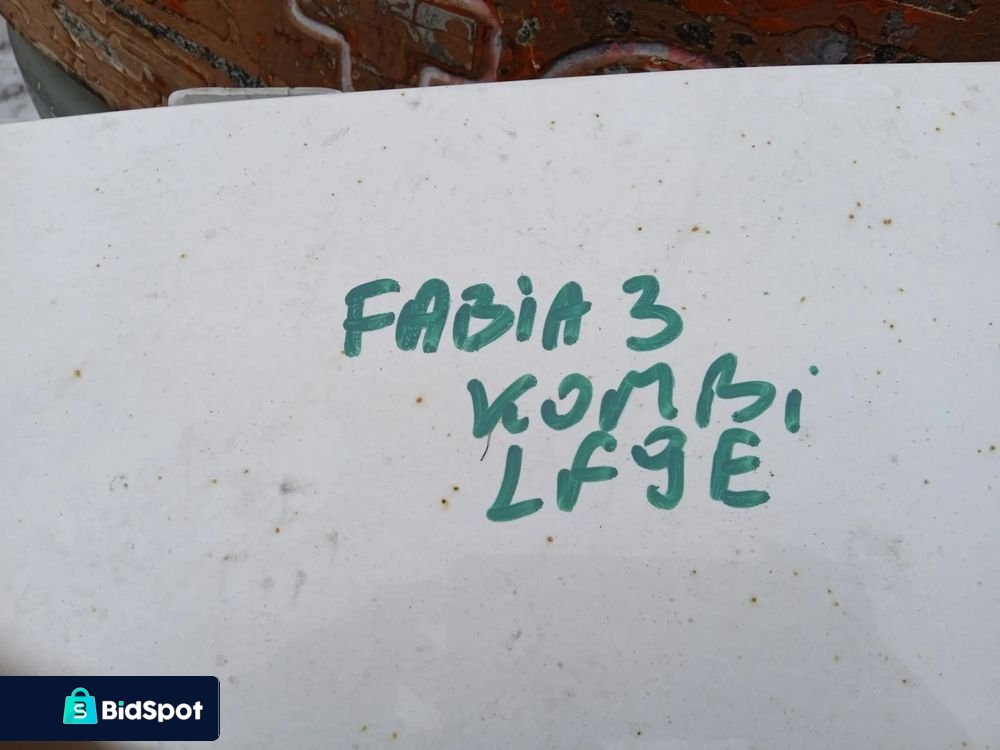 FABiA 3
KOMBi
LF9E
BidSpot